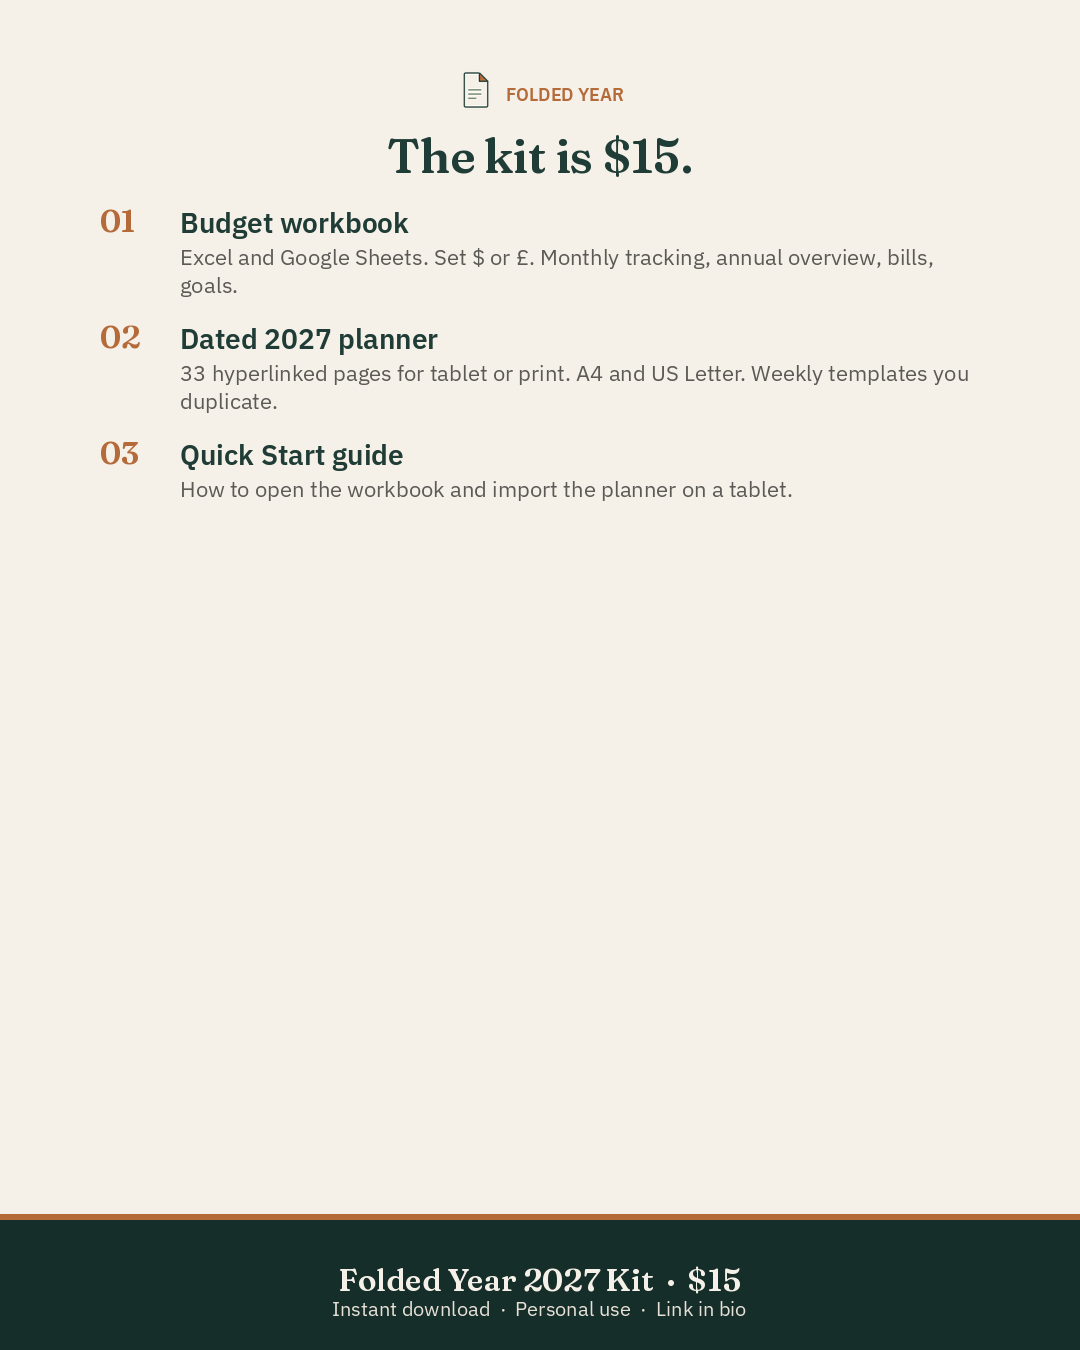 FOLDED YEAR
The kit is $15.
01
Budget workbook
Excel and Google Sheets. Set $ or £. Monthly tracking, annual overview, bills,
goals.
02
Dated 2027 planner
33 hyperlinked pages for tablet or print. A4 and US Letter. Weekly templates you
duplicate.
03
Quick Start guide
How to open the workbook and import the planner on a tablet.
Folded Year 2027 Kit · $15
Instant download · Personal use · Link in bio